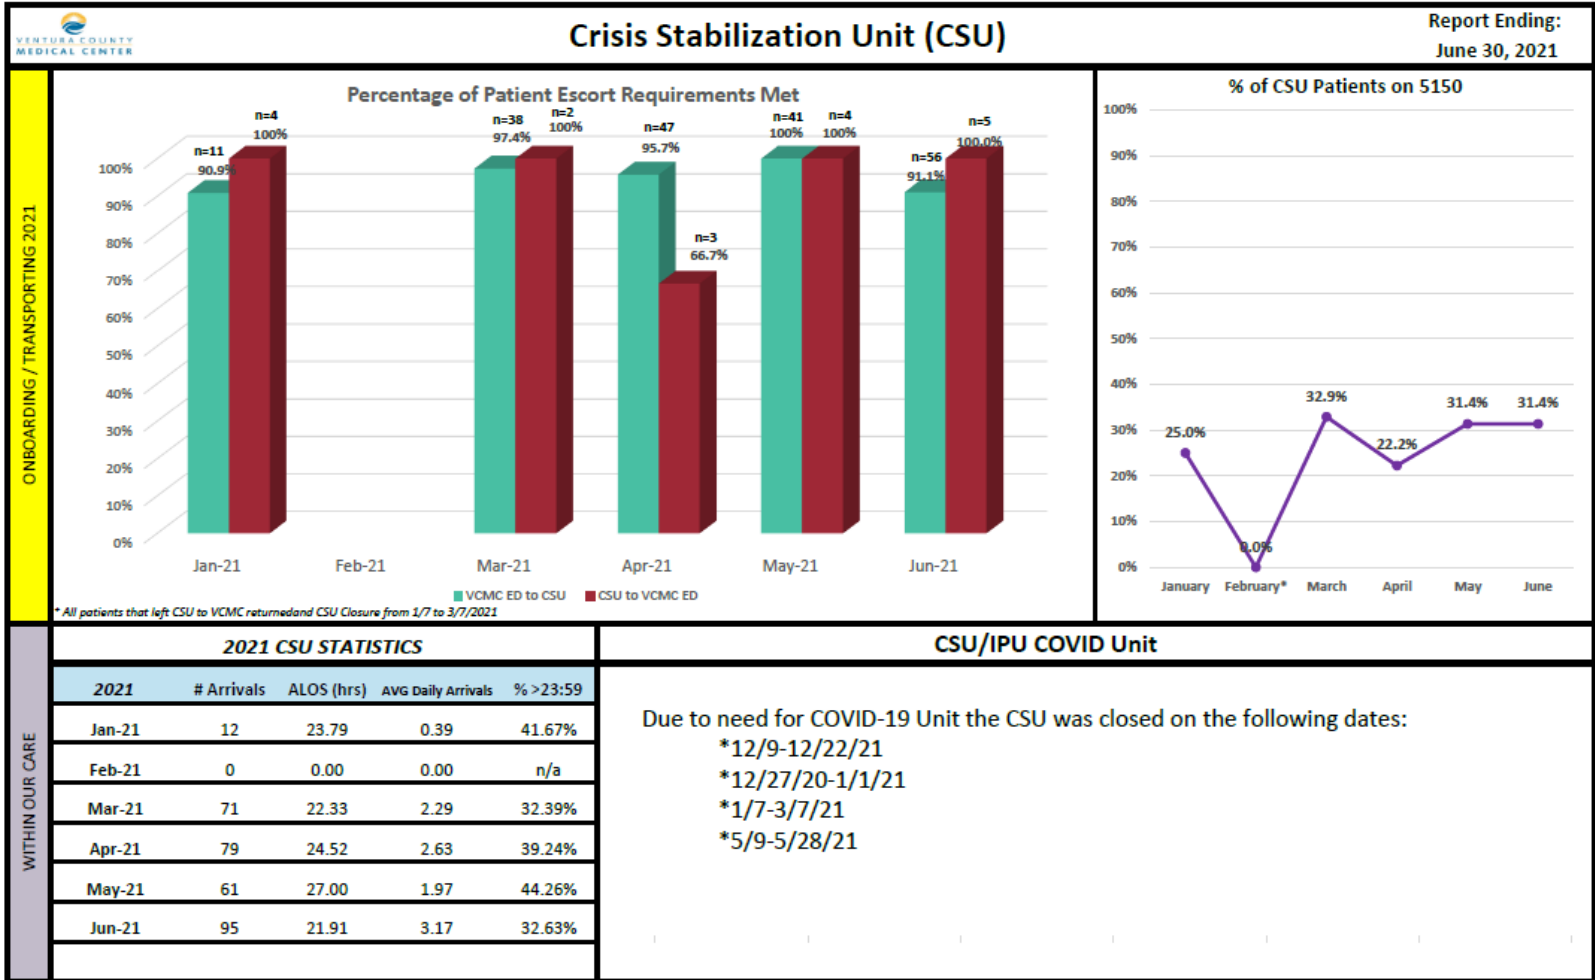 VENTURA COUNTY
MEDICAL CENTER
Crisis Stabilization Unit (CSU)
Report Ending:
June 30, 2021
ONBOARDING / TRANSPORTING 2021
Percentage of Patient Escort Requirements Met
n=11
90.9%
n=4
100%
n=38
97.4%
n=2
100%
n=47
95.7%
n=3
66.7%
n=41
100%
n=4
100%
n=56
91.1%
n=5
100.0%
100%
90%
80%
70%
60%
50%
40%
30%
20%
10%
0%
Jan-21 Feb-21 Mar-21 Apr-21 May-21 Jun-21
VCMC ED to CSU CSU to VCMC ED
* All patients that left CSU to VCMC returnedand CSU Closure from 1/7 to 3/7/2021
% of CSU Patients on 5150
100%
90%
80%
70%
60%
50%
40%
30%
20%
10%
0%
25.0%
0.0%
32.9%
22.2%
31.4%
31.4%
January February* March April May June
WITHIN OUR CARE
2021 CSU STATISTICS
2021 # Arrivals ALOS (hrs) AVG Daily Arrivals % >23:59
Jan-21 12 23.79 0.39 41.67%
Feb-21 0 0.00 0.00 n/a
Mar-21 71 22.33 2.29 32.39%
Apr-21 79 24.52 2.63 39.24%
May-21 61 27.00 1.97 44.26%
Jun-21 95 21.91 3.17 32.63%
CSU/IPU COVID Unit
Due to need for COVID-19 Unit the CSU was closed on the following dates:
*12/9-12/22/21
*12/27/20-1/1/21
*1/7-3/7/21
*5/9-5/28/21